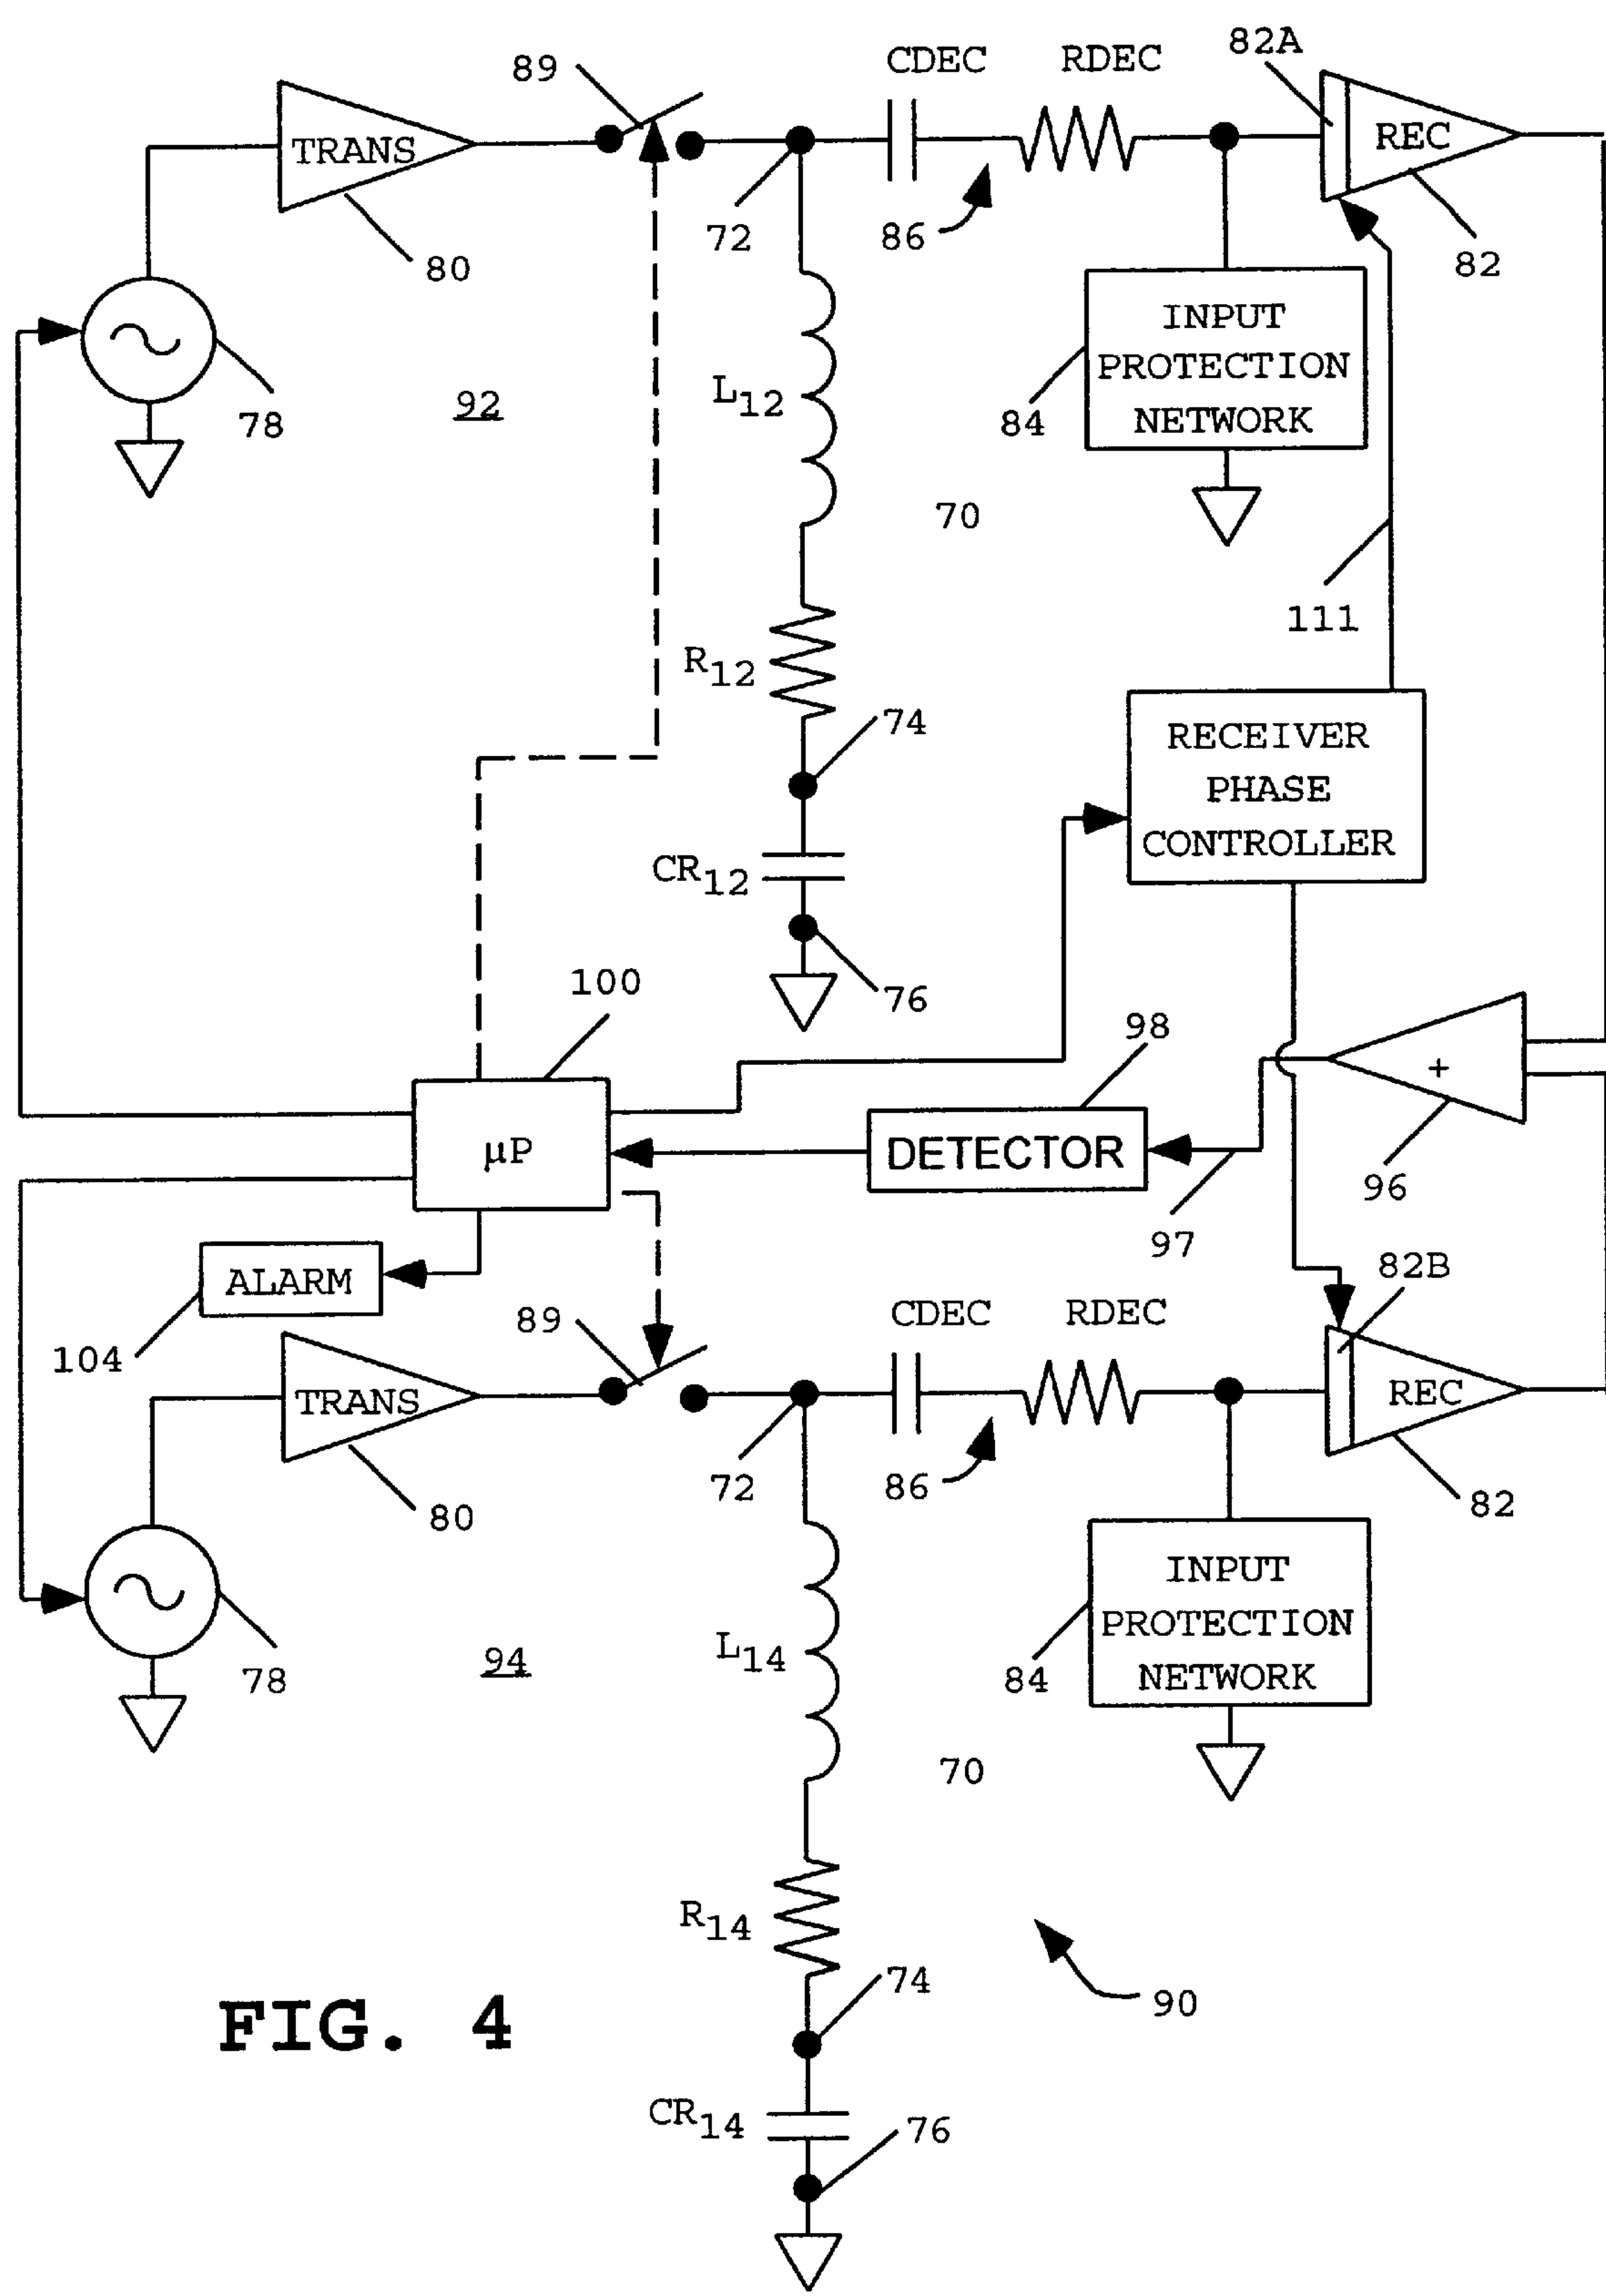 CDEC RDEC 82A
89
TRANS
REC
72 86
80 82
INPUT
PROTECTION
NETWORK
L12
78 92 84
70
111
R12
74
RECEIVER
PHASE
CONTROLLER
CR12
100 76
98
+
µP DETECTOR
96
97
ALARM 82B
89 CDEC RDEC
104
TRANS
REC
72 86
80 82
INPUT
PROTECTION
NETWORK
L14
78 94 84
70
R14
74
90
FIG. 4
CR14
76